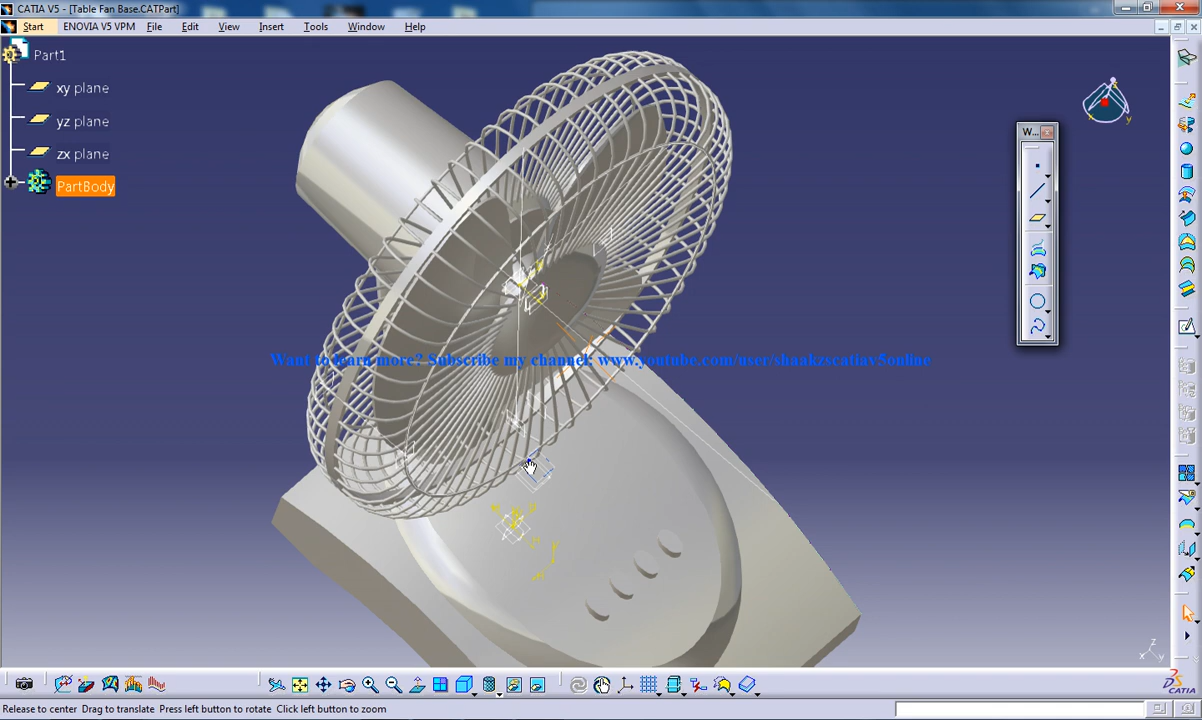 CATIA V5 - [Table Fan Base.CATPart]
Start ENOVIA V5 VPM File Edit View Insert Tools Window Help
Part1
xy plane
yz plane
zx plane
PartBody
W...
Want to learn more? Subscribe my channel: www.youtube.com/user/shaakzscatiav5online
z
x y
CATIA
Release to center Drag to translate Press left button to rotate Click left button to zoom